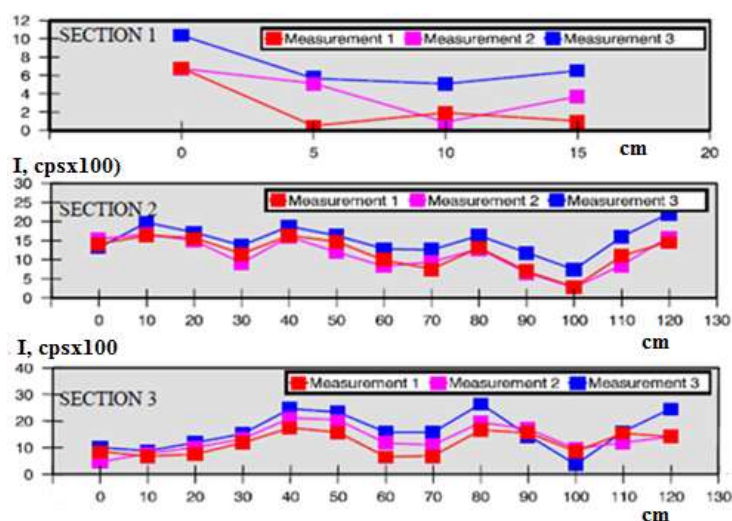 12
SECTION 1
Measurement 1 Measurement 2 Measurement 3
10
8
6
4
2
0
0 5 10 15 20
cm
I, cpsx100)
30
SECTION 2
Measurement 1 Measurement 2 Measurement 3
25
20
15
10
5
0
0 10 20 30 40 50 60 70 80 90 100 110 120 130
I, cpsx100
cm
40
SECTION 3
Measurement 1 Measurement 2 Measurement 3
30
20
10
0
0 10 20 30 40 50 60 70 80 90 100 110 120 130
cm